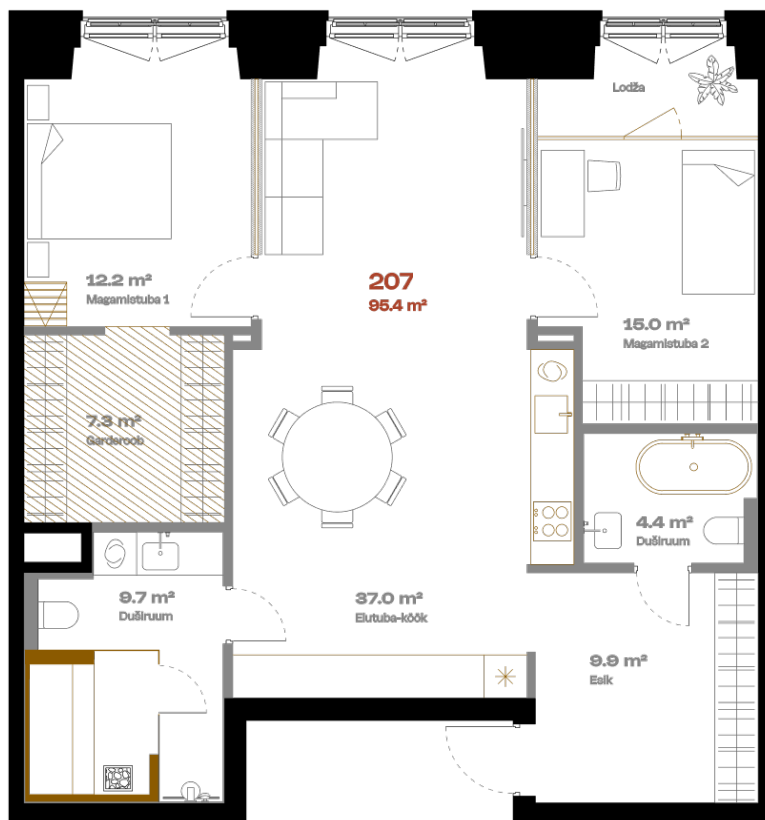 Lodža
12.2 m²
Magamistuba 1
207
95.4 m²
15.0 m²
Magamistuba 2
7.3 m²
Garderoob
4.4 m²
Duširuum
9.7 m²
Duširuum
37.0 m²
Elutuba-köök
9.9 m²
Esik